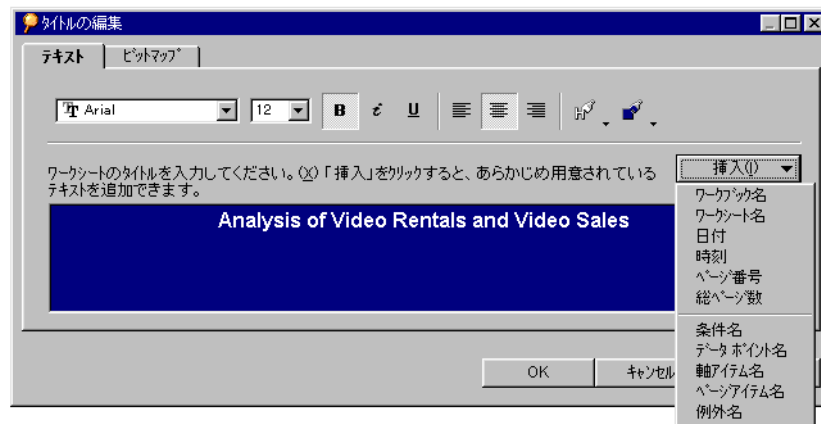 ﾀｲﾄﾙの編集
テキスト
ﾋﾞｯﾄﾏｯﾌﾟ
Arial
12
B i U
ﾜｰｸｼｰﾄのﾀｲﾄﾙを入力してください。(X)「挿入」をｸﾘｯｸすると、あらかじめ用意されている
ﾃｷｽﾄを追加できます。
挿入(I)
Analysis of Video Rentals and Video Sales
ﾜｰｸﾌﾞｯｸ名
ﾜｰｸｼｰﾄ名
日付
時刻
ﾍﾟｰｼﾞ番号
総ﾍﾟｰｼﾞ数
条件名
ﾃﾞｰﾀ ﾎﾟｲﾝﾄ名
軸ｱｲﾃﾑ名
ﾍﾟｰｼﾞｱｲﾃﾑ名
例外名
OK
ｷｬﾝｾﾙ